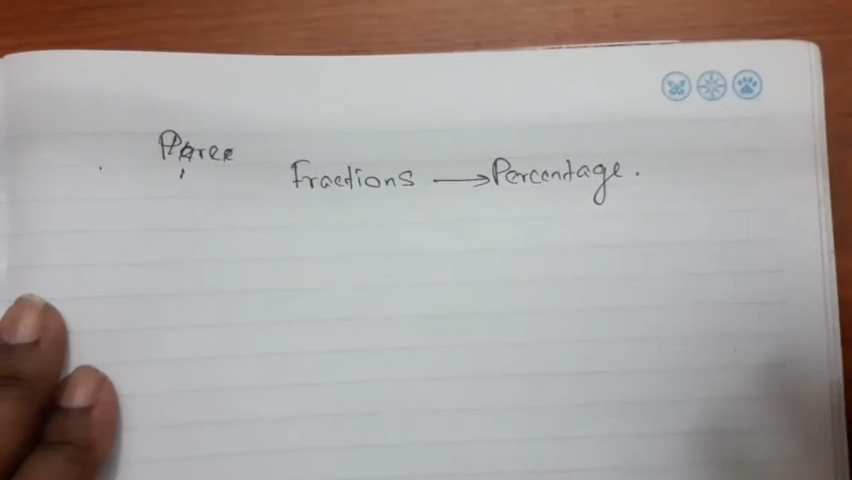 Fractions → Percentage.